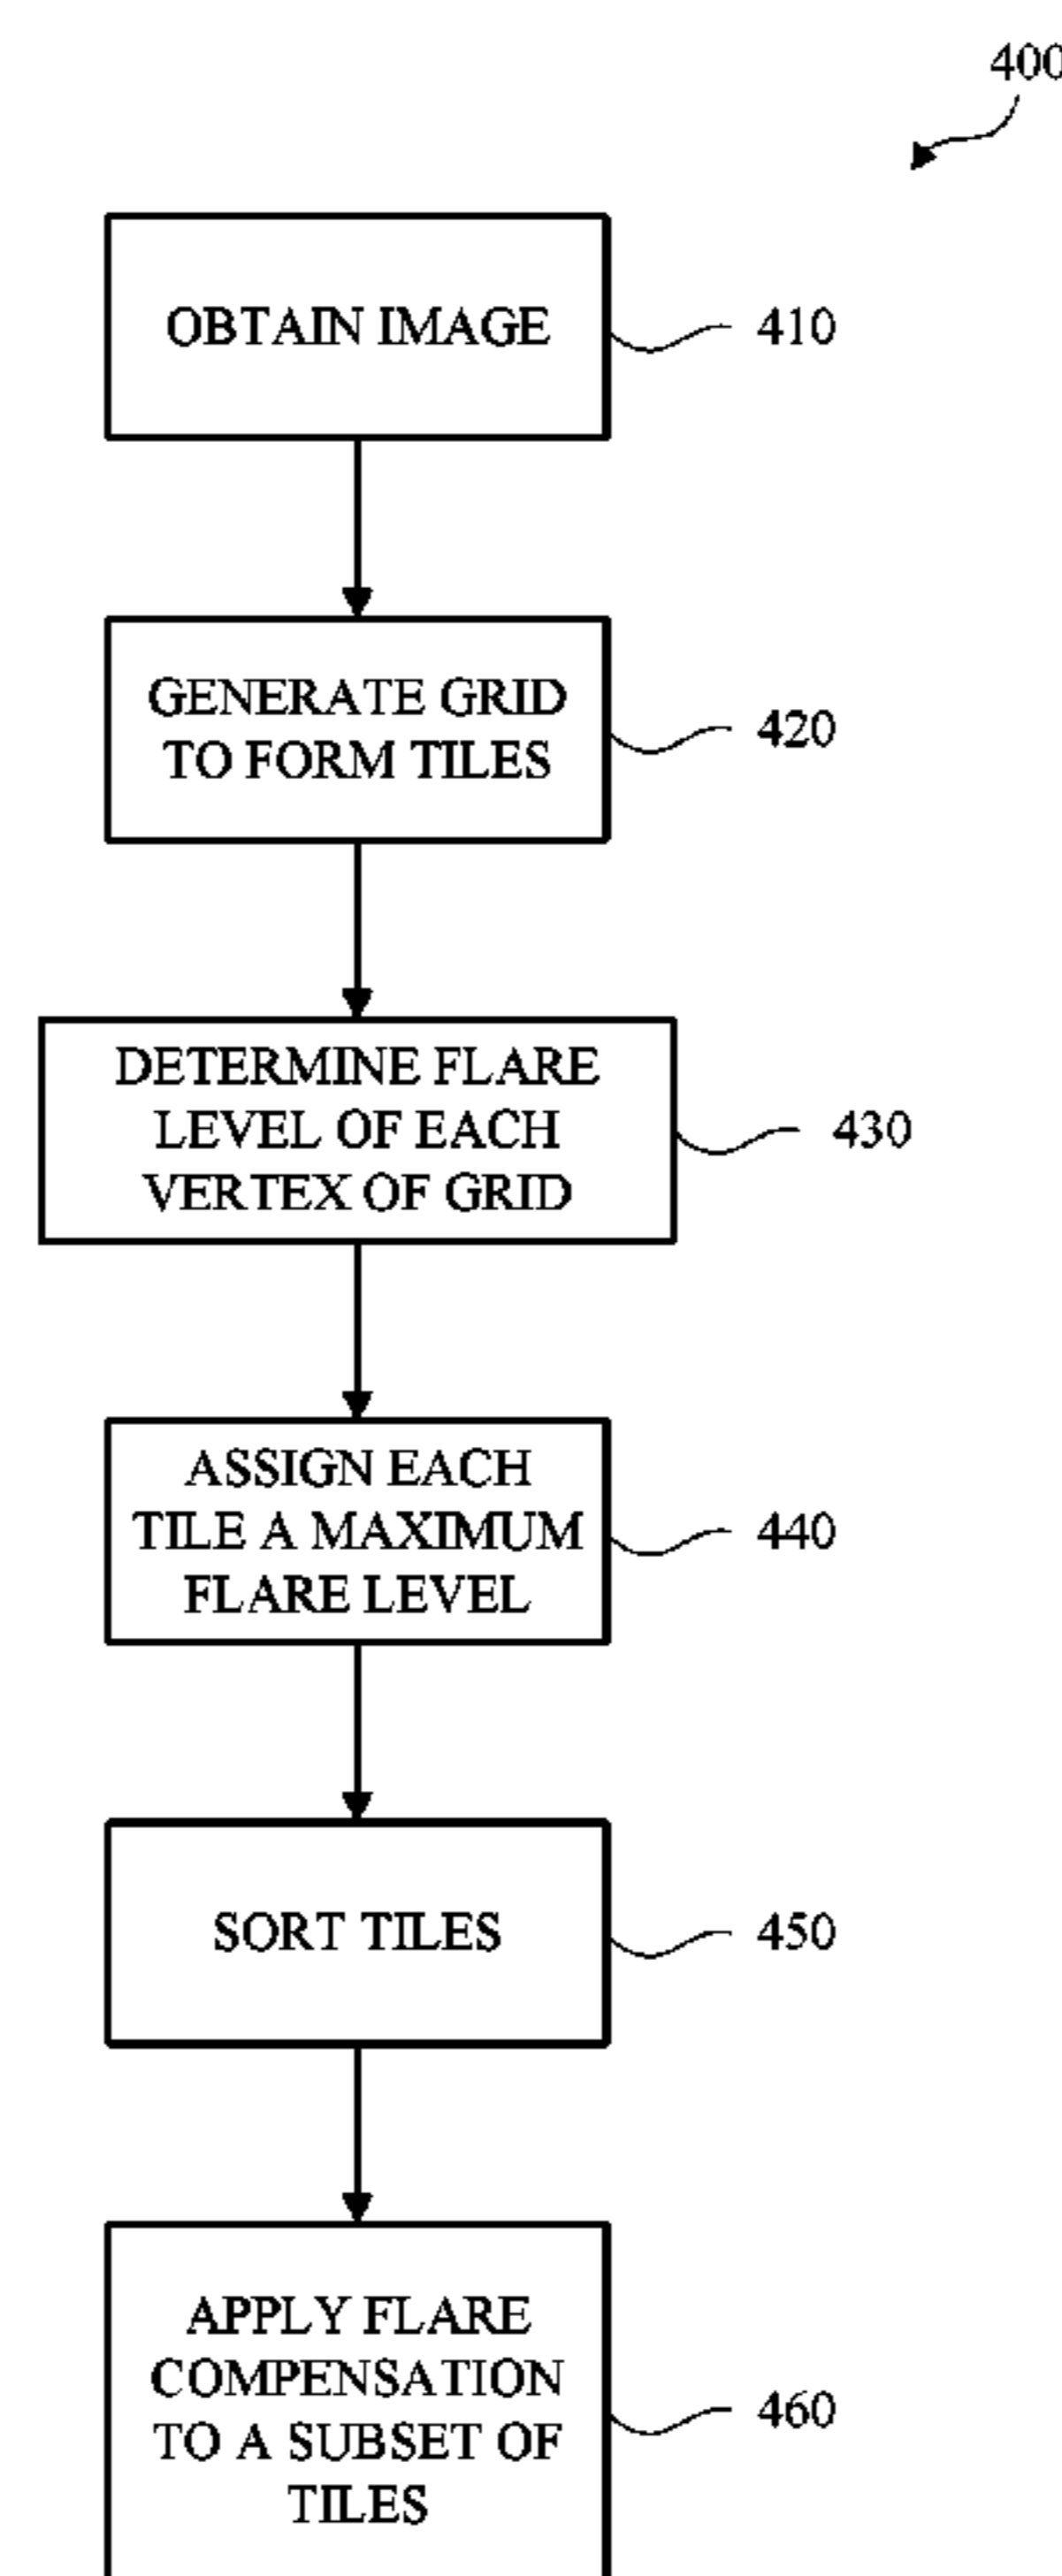 400
OBTAIN IMAGE
410
GENERATE GRID
TO FORM TILES
420
DETERMINE FLARE
LEVEL OF EACH
VERTEX OF GRID
430
ASSIGN EACH
TILE A MAXIMUM
FLARE LEVEL
440
SORT TILES
450
APPLY FLARE
COMPENSATION
TO A SUBSET OF
TILES
460